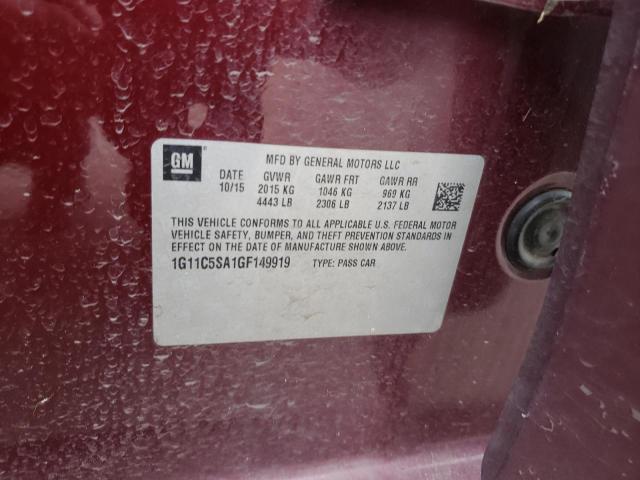 GM
MFD BY GENERAL MOTORS LLC
DATE GVWR GAWR FRT GAWR RR
10/15 2015 KG 1046 KG 969 KG
4443 LB 2306 LB 2137 LB
THIS VEHICLE CONFORMS TO ALL APPLICABLE U.S. FEDERAL MOTOR
VEHICLE SAFETY, BUMPER, AND THEFT PREVENTION STANDARDS IN
EFFECT ON THE DATE OF MANUFACTURE SHOWN ABOVE.
1G11C5SA1GF149919 TYPE: PASS CAR